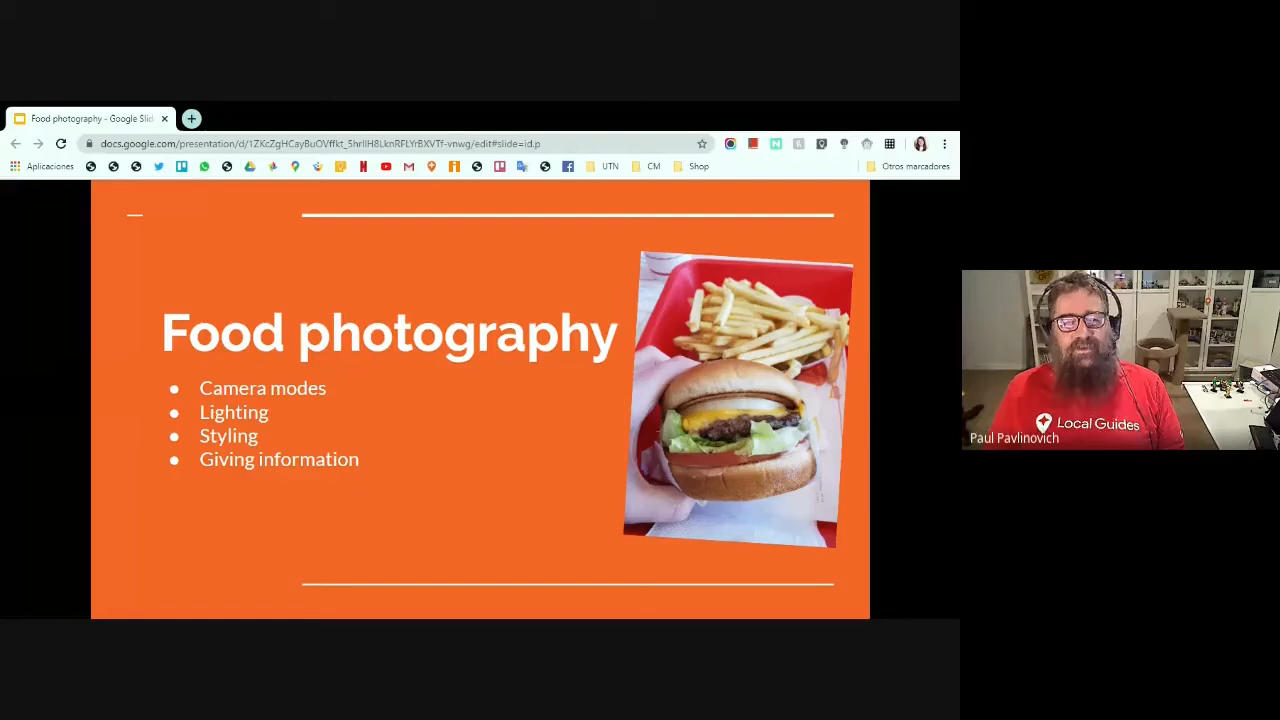 Food photography - Google Slid
docs.google.com/presentation/d/1ZKcZgHCayBuOVffkt_5hrIIH8LknRFLYrBXVTf-vnwg/edit#slide=id.p
Aplicaciones
UTN
CM
Shop
Otros marcadores
Food photography
Camera modes
Lighting
Styling
Giving information
Local Guides
Paul Pavlinovich